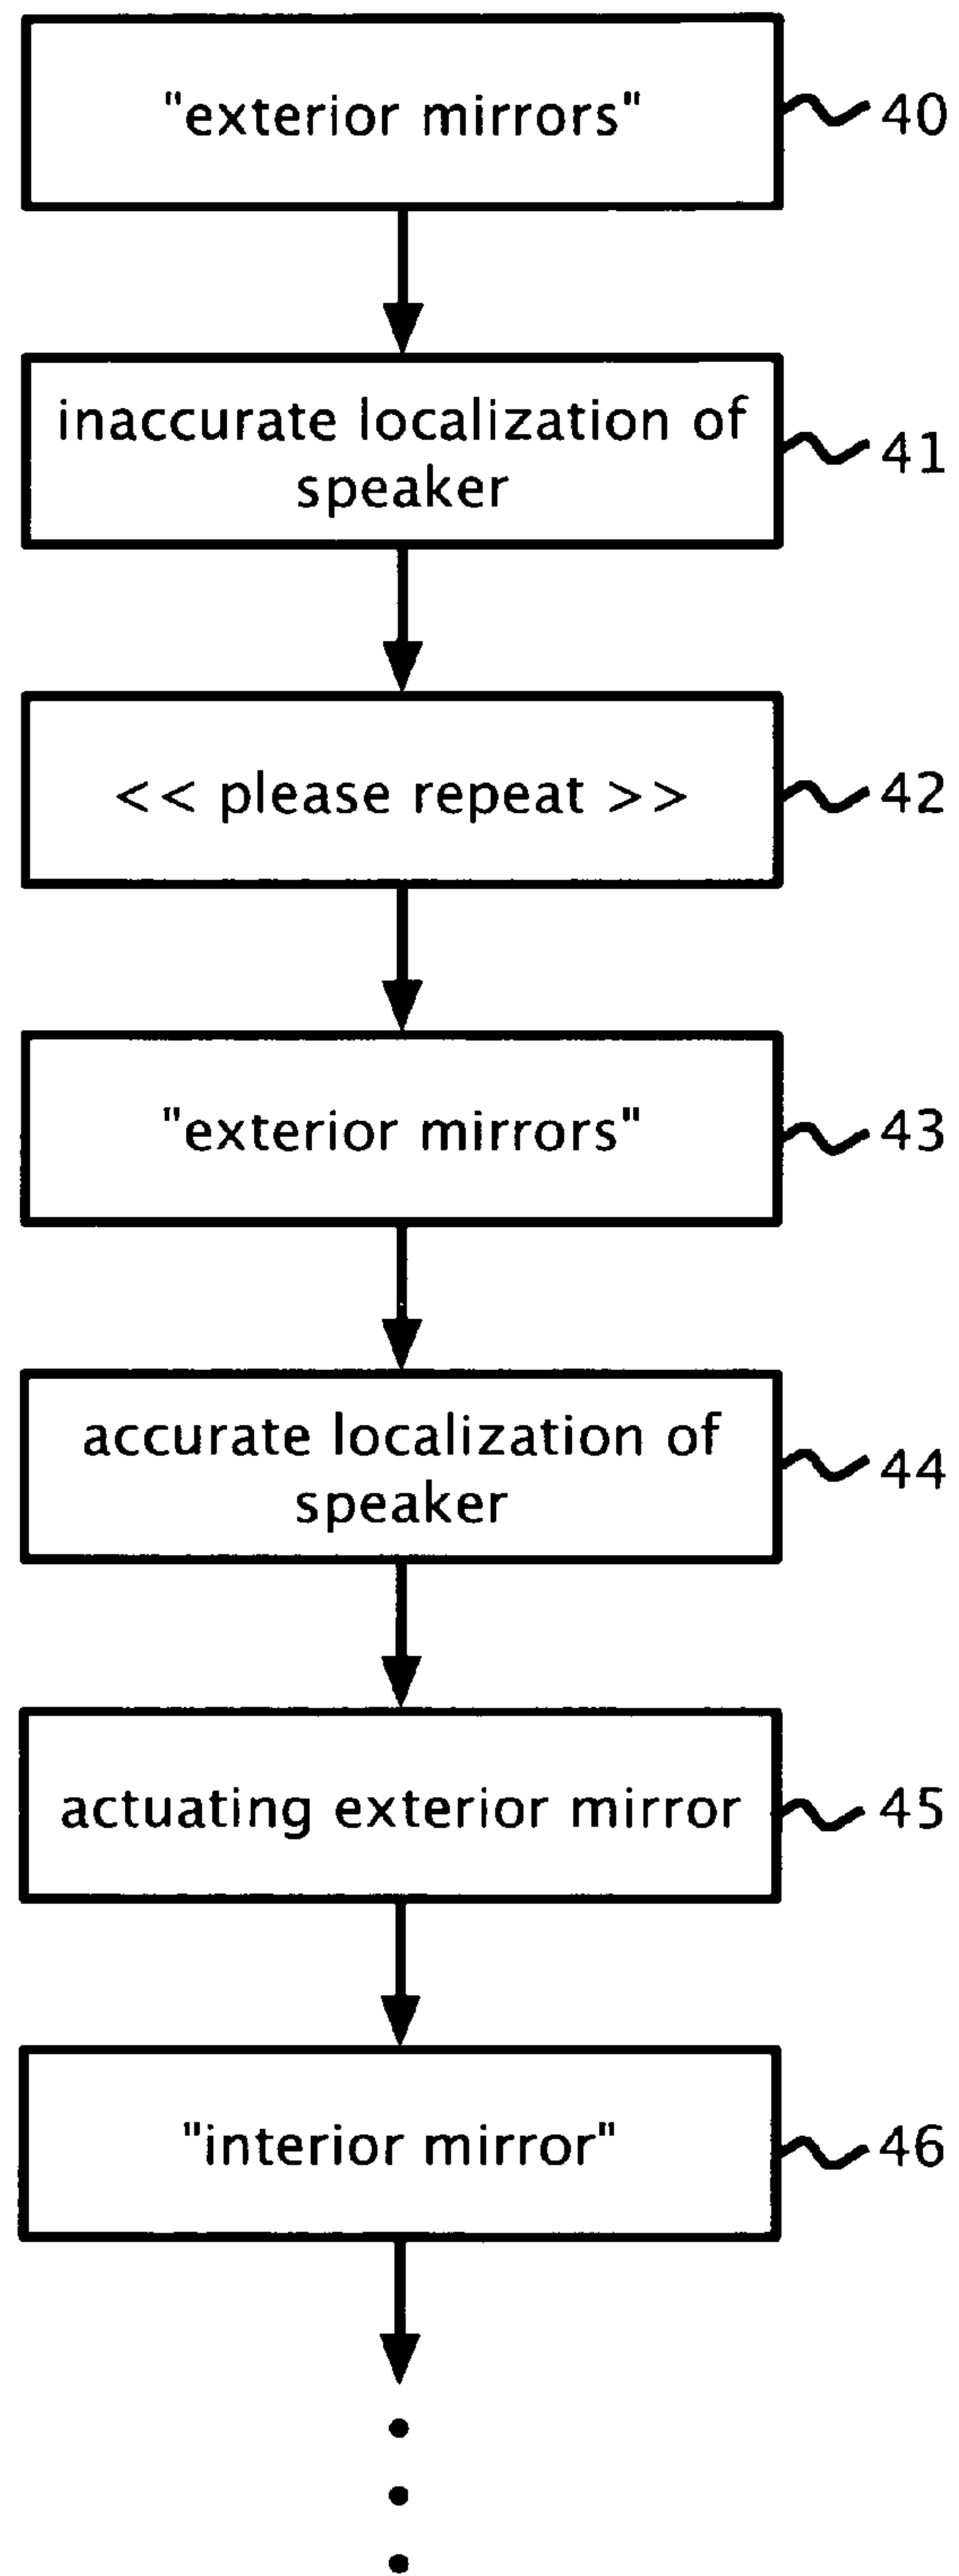 "exterior mirrors"
40
inaccurate localization of
speaker
41
<< please repeat >>
42
"exterior mirrors"
43
accurate localization of
speaker
44
actuating exterior mirror
45
"interior mirror"
46